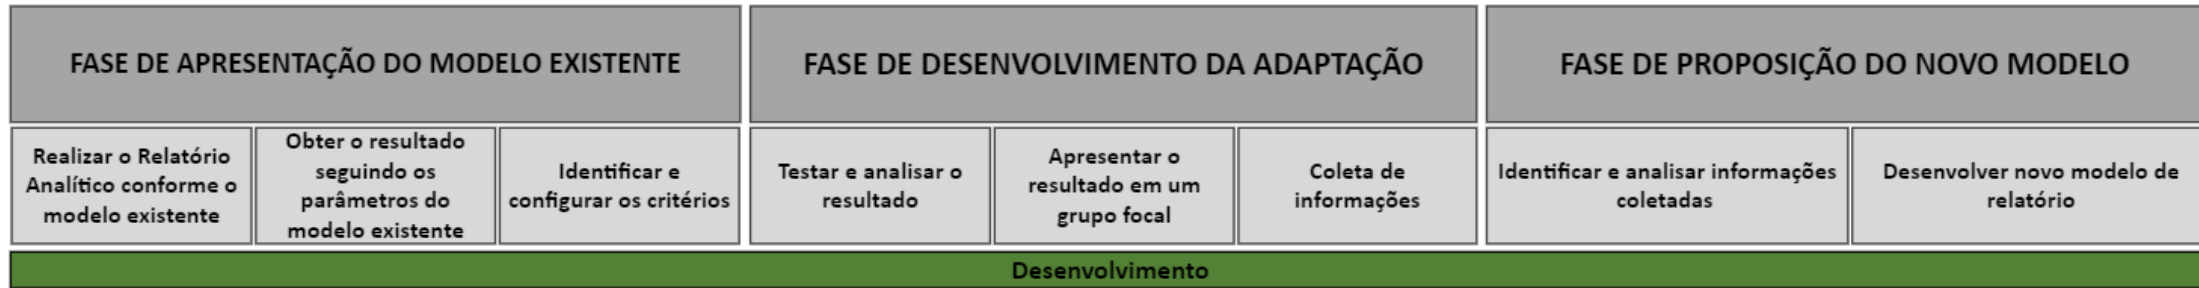 FASE DE APRESENTAÇÃO DO MODELO EXISTENTE
FASE DE DESENVOLVIMENTO DA ADAPTAÇÃO
FASE DE PROPOSIÇÃO DO NOVO MODELO
Realizar o Relatório
Analítico conforme o
modelo existente
Obter o resultado
seguindo os
parâmetros do
modelo existente
Identificar e
configurar os critérios
Testar e analisar o
resultado
Apresentar o
resultado em um
grupo focal
Coleta de
informações
Identificar e analisar informações
coletadas
Desenvolver novo modelo de
relatório
Desenvolvimento